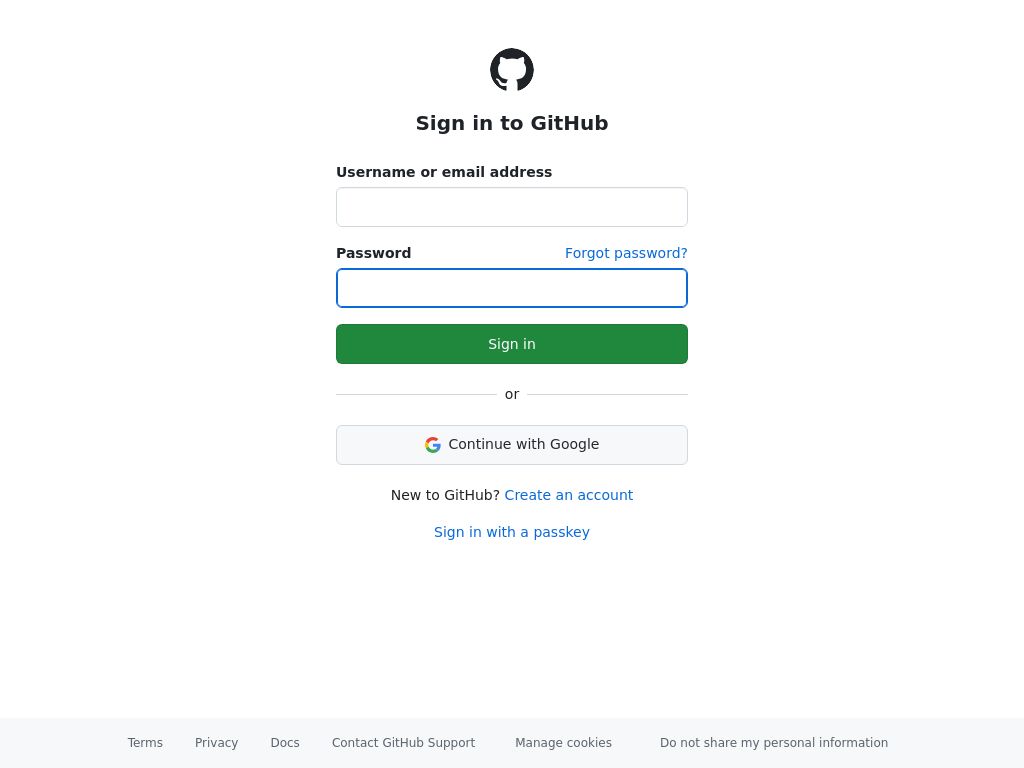 Sign in to GitHub
Username or email address
Password Forgot password?
Sign in
or
Continue with Google
New to GitHub? Create an account
Sign in with a passkey
Terms Privacy Docs Contact GitHub Support Manage cookies Do not share my personal information